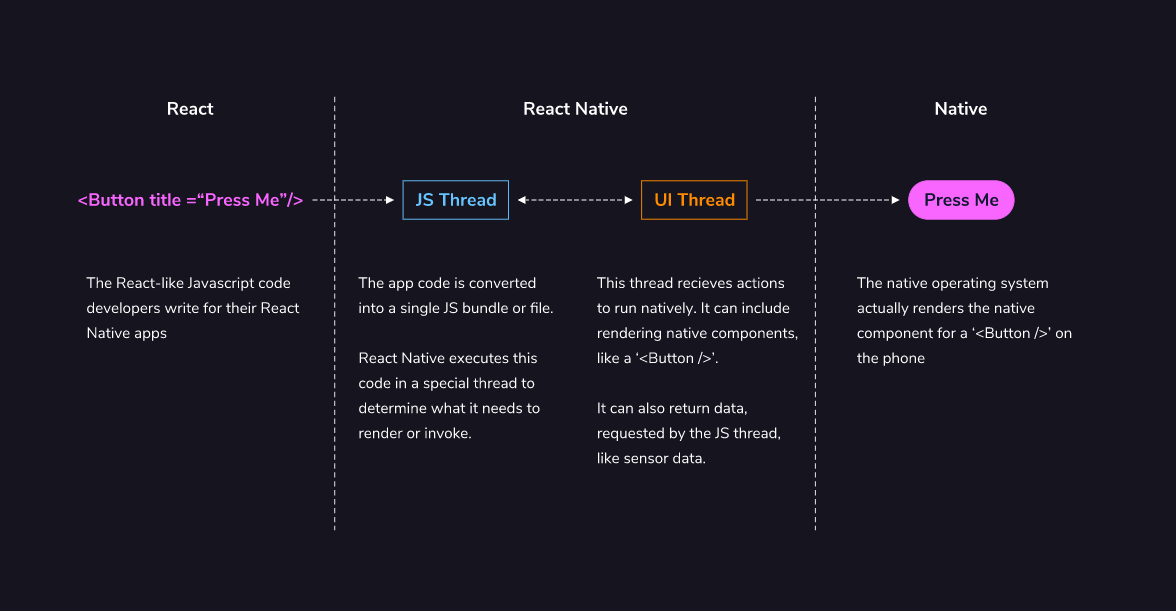 React
React Native
Native
<Button title =“Press Me”/>
JS Thread
UI Thread
Press Me
The React-like Javascript code
developers write for their React
Native apps
The app code is converted
into a single JS bundle or file.
React Native executes this
code in a special thread to
determine what it needs to
render or invoke.
This thread recieves actions
to run natively. It can include
rendering native components,
like a ‘<Button />’.
It can also return data,
requested by the JS thread,
like sensor data.
The native operating system
actually renders the native
component for a ‘<Button />’ on
the phone